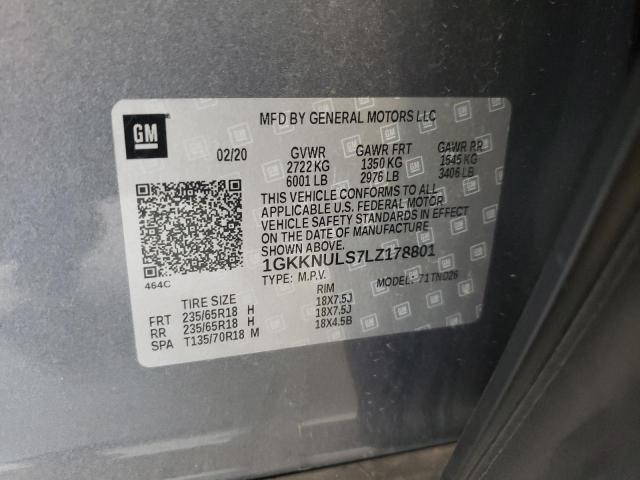 GM
MFD BY GENERAL MOTORS LLC
02/20 GVWR GAWR FRT GAWR RR
2722 KG 1350 KG 1545 KG
6001 LB 2976 LB 3406 LB
THIS VEHICLE CONFORMS TO ALL
APPLICABLE U.S. FEDERAL MOTOR
VEHICLE SAFETY STANDARDS IN EFFECT
ON THE DATE OF MANUFACTURE
SHOWN ABOVE.
1GKKNULS7LZ178801
464C
TYPE: M.P.V. MODEL: 71TND26
TIRE SIZE RIM
FRT 235/65R18 H 18X7.5J
RR 235/65R18 H 18X7.5J
SPA T135/70R18 M 18X4.5B